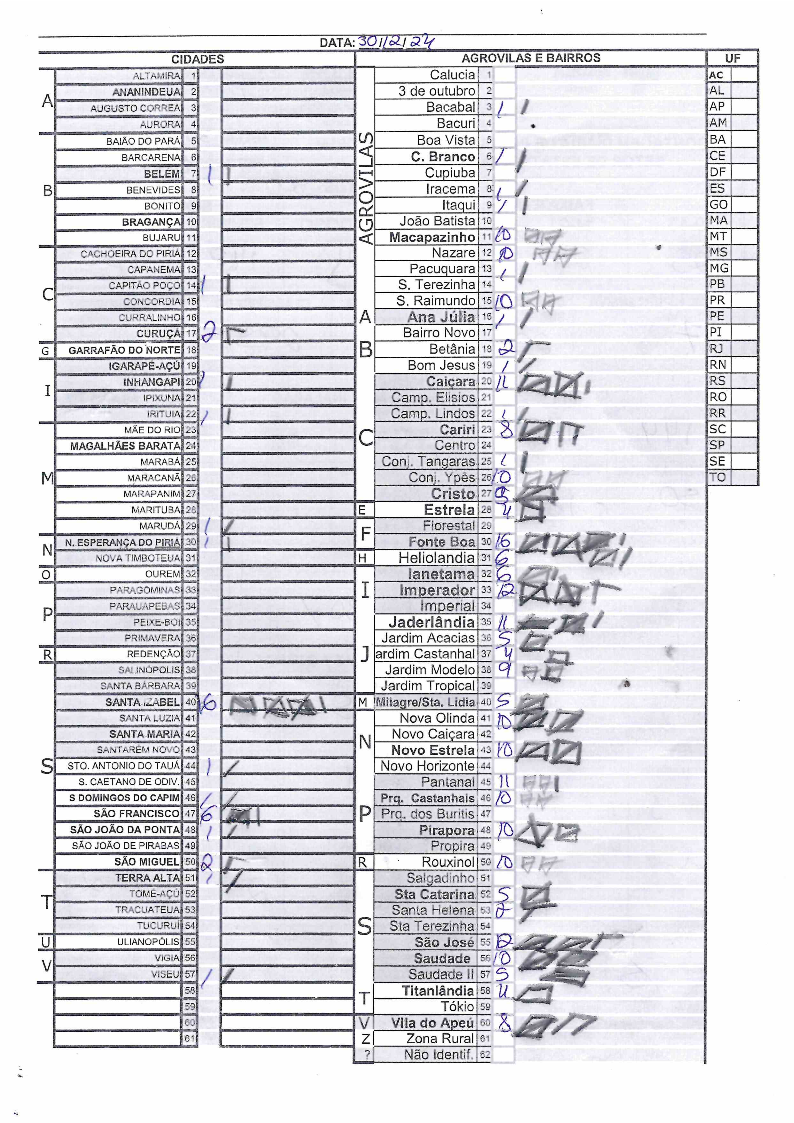 DATA: 30/12/24
CIDADES
A
ALTAMIRA 1
ANANINDEUA 2
AUGUSTO CORREA 3
AURORA 4
B
BAIÃO DO PARÁ 5
BARCARENA 6
BELÉM 7 1
BENEVIDES 8
BONITO 9
BRAGANÇA 10
BUJARU 11
C
CACHOEIRA DO PIRIA 12
CAPANEMA 13
CAPITÃO POÇO 14 1
CONCORDIA 15
CURRALINHO 16
CURUÇÁ 17 2
G
GARRAFÃO DO NORTE 18
I
IGARAPÉ-AÇÚ 19
INHANGAPI 20 1
IPIXUNA 21
IRITUIA 22 1
M
MÃE DO RIO 23
MAGALHÃES BARATA 24
MARABÁ 25
MARACANÃ 26
MARAPANIM 27
MARITUBA 28
MARUDÁ 29 1
N
N. ESPERANÇA DO PIRIA 30 1
NOVA TIMBOTEUA 31
O
OUREM 32
P
PARAGOMINAS 33
PARAUAPEBAS 34
PEIXE-BOI 35
PRIMAVERA 36
R
REDENÇÃO 37
S
SALINOPOLIS 38
SANTA BÁRBARA 39
SANTA IZABEL 40 16
SANTA LUZIA 41
SANTA MARIA 42
SANTARÉM NOVO 43
STO. ANTONIO DO TAUÁ 44 1
S. CAETANO DE ODIV. 45
S DOMINGOS DO CAPIM 46 1
SÃO FRANCISCO 47 6
SÃO JOÃO DA PONTA 48 1
SÃO JOÃO DE PIRABAS 49
SÃO MIGUEL 50 2
T
TERRA ALTA 51 1
TOMÉ-AÇÚ 52
TRACUATEUA 53
TUCURUI 54
U
ULIANOPÓLIS 55
V
VIGIA 56
VISEU 57 1
58
59
60
61
AGROVILAS E BAIRROS
AGROVILAS
Calucia 1
3 de outubro 2
Bacabal 3 1
Bacuri 4
Boa Vista 5
C. Branco 6 1
Cupiuba 7
Iracema 8 1
Itaqui 9 1
João Batista 10
Macapazinho 11 10
Nazare 12 10
Pacuquara 13 1
S. Terezinha 14
S. Raimundo 15 10
A
Ana Júlia 16 1
B
Bairro Novo 17
Betânia 18 2
Bom Jesus 19 1
C
Caiçara 20 11
Camp. Elisios 21
Camp. Lindos 22 1
Cariri 23 8
Centro 24
Conj. Tangaras 25 1
Conj. Ypês 26 10
Cristo 27 9
E
Estrela 28 4
F
Florestal 29
Fonte Boa 30 16
H
Heliolandia 31 6
I
Ianetama 32 6
Imperador 33 12
Imperial 34
J
Jaderlândia 35 11
Jardim Acacias 36 5
ardim Castanhal 37 4
Jardim Modelo 38 9
Jardim Tropical 39
M
Milagre/Sta. Lidia 40 5
N
Nova Olinda 41 10
Novo Caiçara 42
Novo Estrela 43 10
Novo Horizonte 44
P
Pantanal 45 11
Prq. Castanhais 46 10
Prq. dos Buritis 47
Pirapora 48 10
Propira 49
R
Rouxinol 50 10
S
Salgadinho 51
Sta Catarina 52 5
Santa Helena 53 2
Sta Terezinha 54
São José 55 12
Saudade 56 10
Saudade II 57 5
T
Titanlândia 58 4
Tókio 59
V
Vila do Apeú 60 8
Z
Zona Rural 61
?
Não Identif. 62
UF
AC
AL
AP
AM
BA
CE
DF
ES
GO
MA
MT
MS
MG
PB
PR
PE
PI
RJ
RN
RS
RO
RR
SC
SP
SE
TO